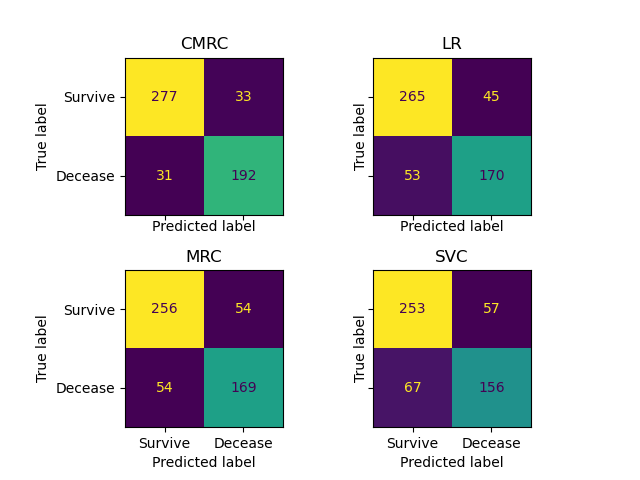 CMRC
LR
True label
Survive
277
33
Decease
31
192
Predicted label
True label
265
45
53
170
Predicted label
MRC
SVC
True label
Survive
256
54
Decease
54
169
Survive
Decease
Predicted label
True label
253
57
67
156
Survive
Decease
Predicted label